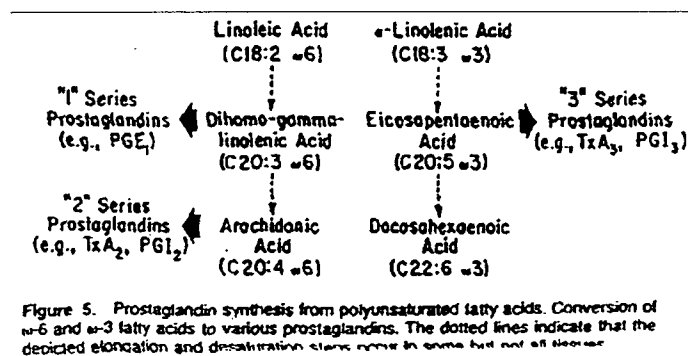 Linoleic Acid
(C18:2 ω6)
α-Linolenic Acid
(C18:3 ω3)
"1" Series
Prostaglandins
(e.g., PGE₁)
Dihomo-gamma-
linolenic Acid
(C20:3 ω6)
Eicosapentaenoic
Acid
(C20:5 ω3)
"3" Series
Prostaglandins
(e.g., TxA₃, PGI₃)
"2" Series
Prostaglandins
(e.g., TxA₂, PGI₂)
Arachidonic
Acid
(C20:4 ω6)
Docosahexaenoic
Acid
(C22:6 ω3)
Figure 5. Prostaglandin synthesis from polyunsaturated fatty acids. Conversion of
ω-6 and ω-3 fatty acids to various prostaglandins. The dotted lines indicate that the
depicted elongation and desaturation steps occur in some but not all tissues